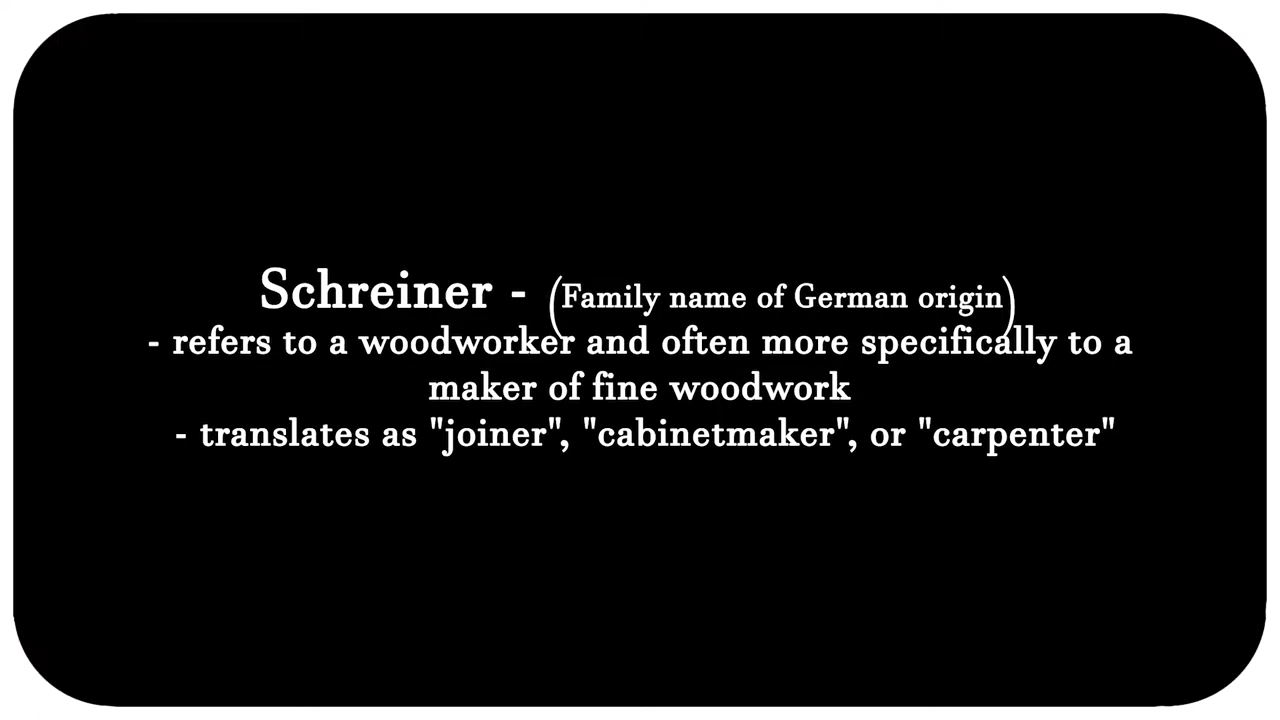 Schreiner - (Family name of German origin)
- refers to a woodworker and often more specifically to a
maker of fine woodwork
- translates as "joiner", "cabinetmaker", or "carpenter"